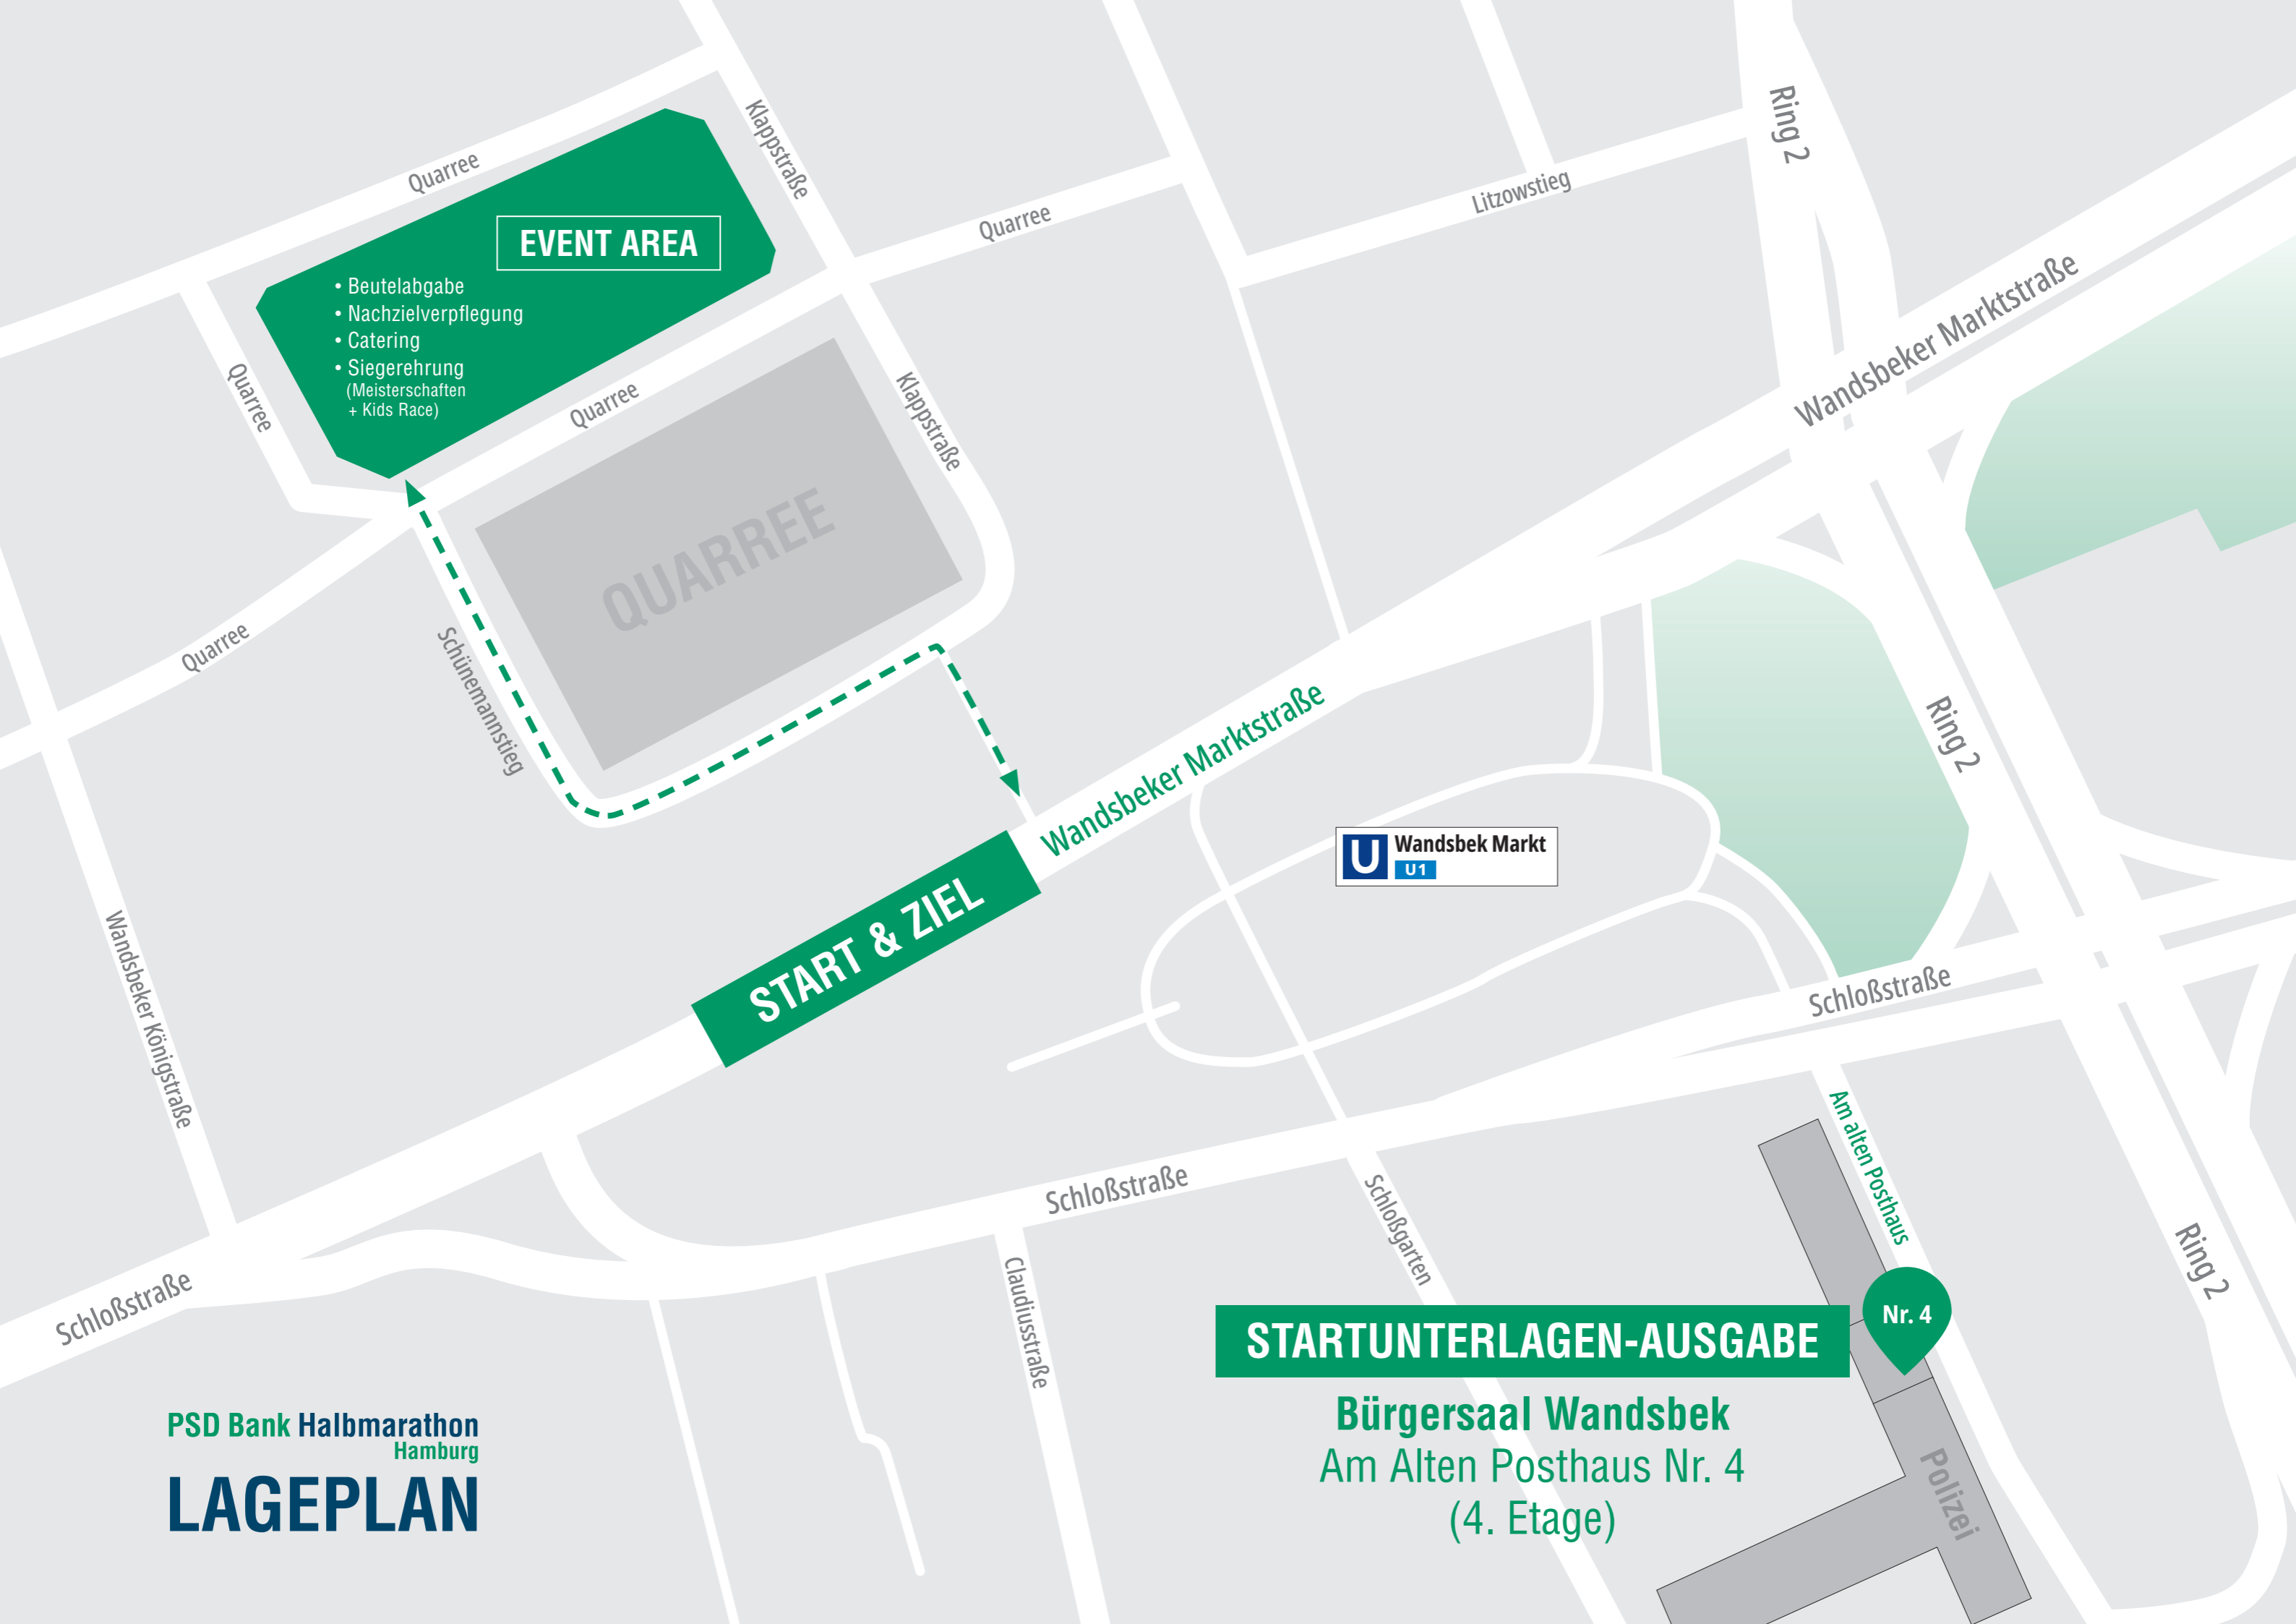 Ring 2
Klappstraße
Quarree
Litzowstieg
Quarree
EVENT AREA
• Beutelabgabe
• Nachzielverpflegung
• Catering
• Siegerehrung
(Meisterschaften
+ Kids Race)
Wandsbeker Marktstraße
Quarree
Quarree
Klappstraße
QUARREE
Quarree
Schünemannstieg
Wandsbeker Marktstraße
Ring 2
U Wandsbek Markt
U1
START & ZIEL
Wandsbeker Königstraße
Schloßstraße
Am alten Posthaus
Schloßstraße
Schloßgarten
Claudiusstraße
Ring 2
Schloßstraße
Nr. 4
STARTUNTERLAGEN-AUSGABE
Bürgersaal Wandsbek
Am Alten Posthaus Nr. 4
(4. Etage)
Polizei
PSD Bank Halbmarathon
Hamburg
LAGEPLAN